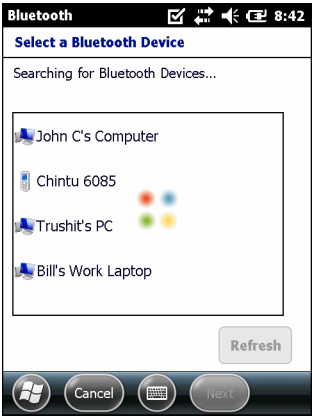 Bluetooth 8:42
Select a Bluetooth Device
Searching for Bluetooth Devices...
John C's Computer
Chintu 6085
Trushit's PC
Bill's Work Laptop
Refresh
Cancel Next